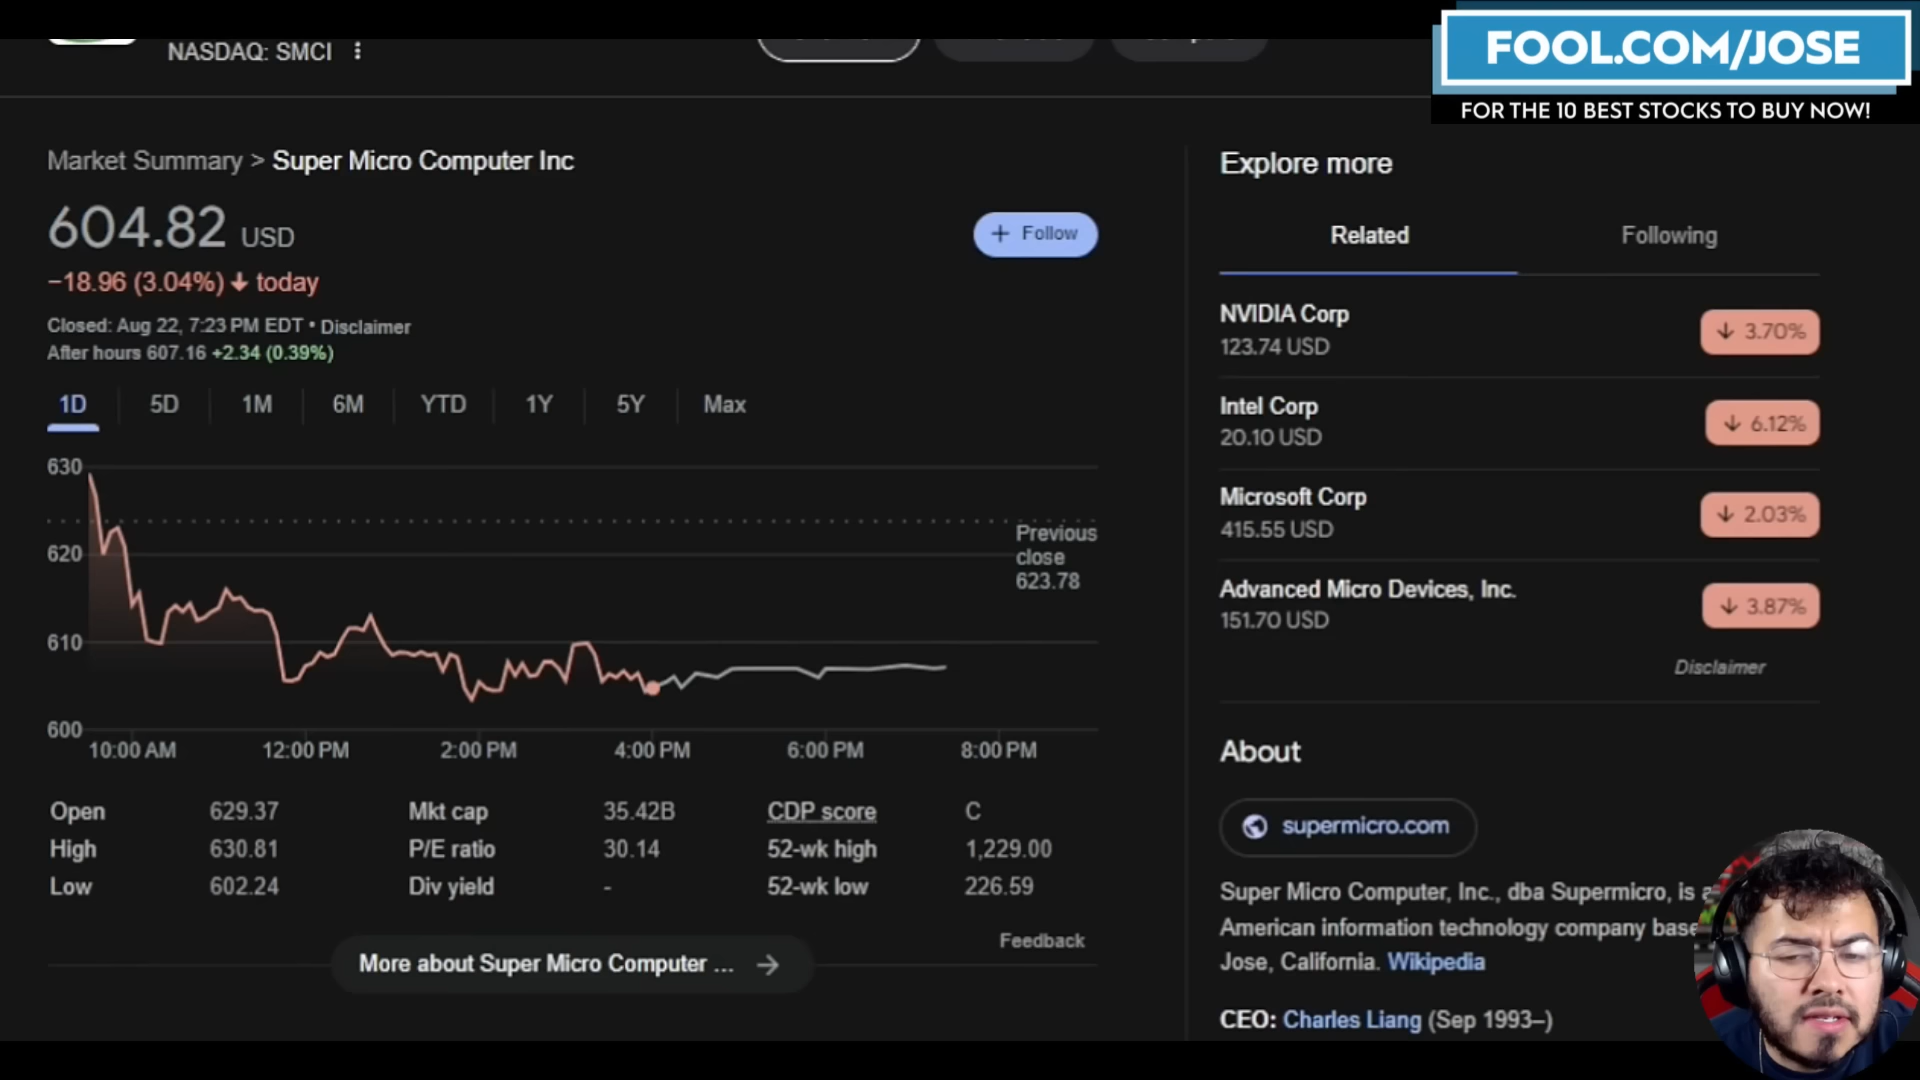 FOOL.COM/JOSE
FOR THE 10 BEST STOCKS TO BUY NOW!
NASDAQ: SMCI
Market Summary > Super Micro Computer Inc
604.82 USD
+ Follow
−18.96 (3.04%) ↓ today
Closed: Aug 22, 7:23 PM EDT • Disclaimer
After hours 607.16 +2.34 (0.39%)
1D 5D 1M 6M YTD 1Y 5Y Max
630
620
610
600
Previous
close
623.78
10:00 AM 12:00 PM 2:00 PM 4:00 PM 6:00 PM 8:00 PM
Open 629.37 Mkt cap 35.42B CDP score C
High 630.81 P/E ratio 30.14 52-wk high 1,229.00
Low 602.24 Div yield - 52-wk low 226.59
Feedback
More about Super Micro Computer ... →
Explore more
Related Following
NVIDIA Corp
123.74 USD
↓ 3.70%
Intel Corp
20.10 USD
↓ 6.12%
Microsoft Corp
415.55 USD
↓ 2.03%
Advanced Micro Devices, Inc.
151.70 USD
↓ 3.87%
Disclaimer
About
supermicro.com
Super Micro Computer, Inc., dba Supermicro, is
American information technology company
Jose, California. Wikipedia
CEO: Charles Liang (Sep 1993–)